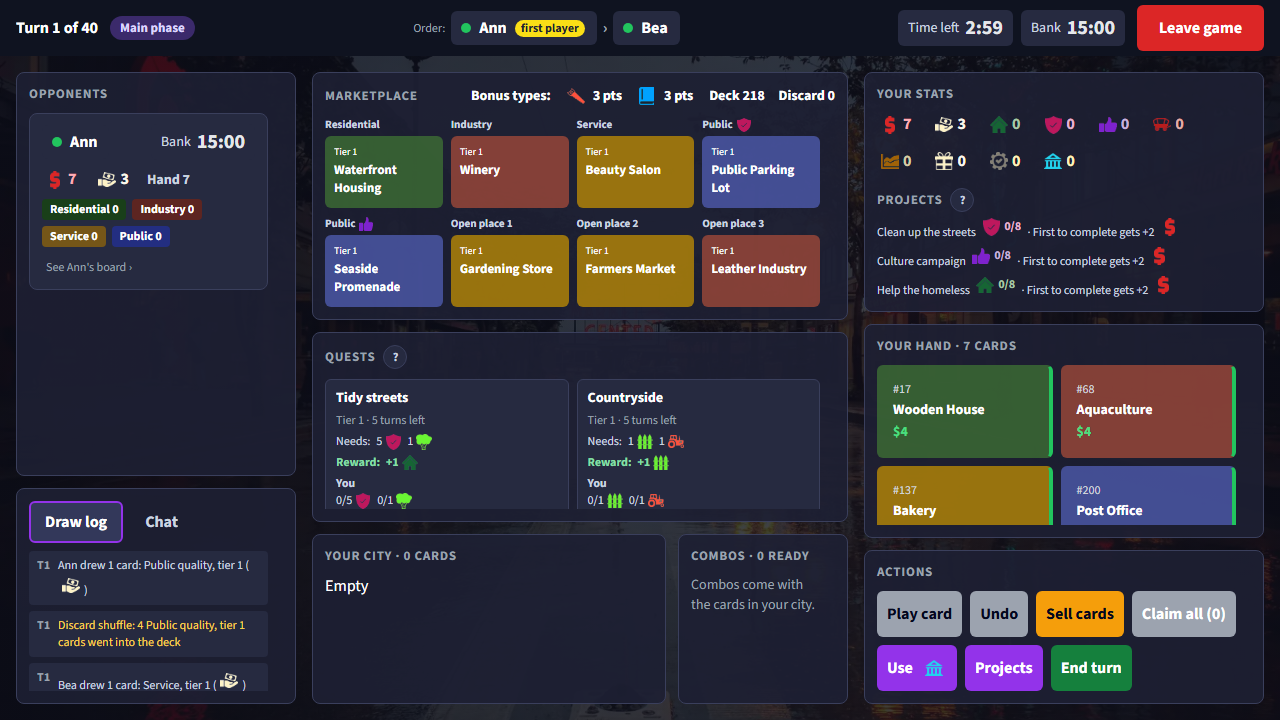 Turn 1 of 40 Main phase Order: Ann first player › Bea Time left 2:59 Bank 15:00 Leave game
OPPONENTS
Ann Bank 15:00
7 3 Hand 7
Residential 0 Industry 0
Service 0 Public 0
See Ann's board ›
Draw log Chat
T1 Ann drew 1 card: Public quality, tier 1 (
)
T1 Discard shuffle: 4 Public quality, tier 1
cards went into the deck
T1 Bea drew 1 card: Service, tier 1 ( )
MARKETPLACE Bonus types: 3 pts 3 pts Deck 218 Discard 0
Residential Industry Service Public
Tier 1 Tier 1 Tier 1 Tier 1
Waterfront Winery Beauty Salon Public Parking
Housing Lot
Public Open place 1 Open place 2 Open place 3
Tier 1 Tier 1 Tier 1 Tier 1
Seaside Gardening Store Farmers Market Leather Industry
Promenade
QUESTS ?
Tidy streets
Tier 1 · 5 turns left
Needs: 5 1
Reward: +1
You
0/5 0/1
Countryside
Tier 1 · 5 turns left
Needs: 1 1
Reward: +1
You
0/1 0/1
YOUR CITY · 0 CARDS
Empty
COMBOS · 0 READY
Combos come with
the cards in your city.
YOUR STATS
7 3 0 0 0 0
0 0 0 0
PROJECTS ?
Clean up the streets 0/8 · First to complete gets +2
Culture campaign 0/8 · First to complete gets +2
Help the homeless 0/8 · First to complete gets +2
YOUR HAND · 7 CARDS
#17 #68
Wooden House Aquaculture
$4 $4
#137 #200
Bakery Post Office
ACTIONS
Play card Undo Sell cards Claim all (0)
Use Projects End turn